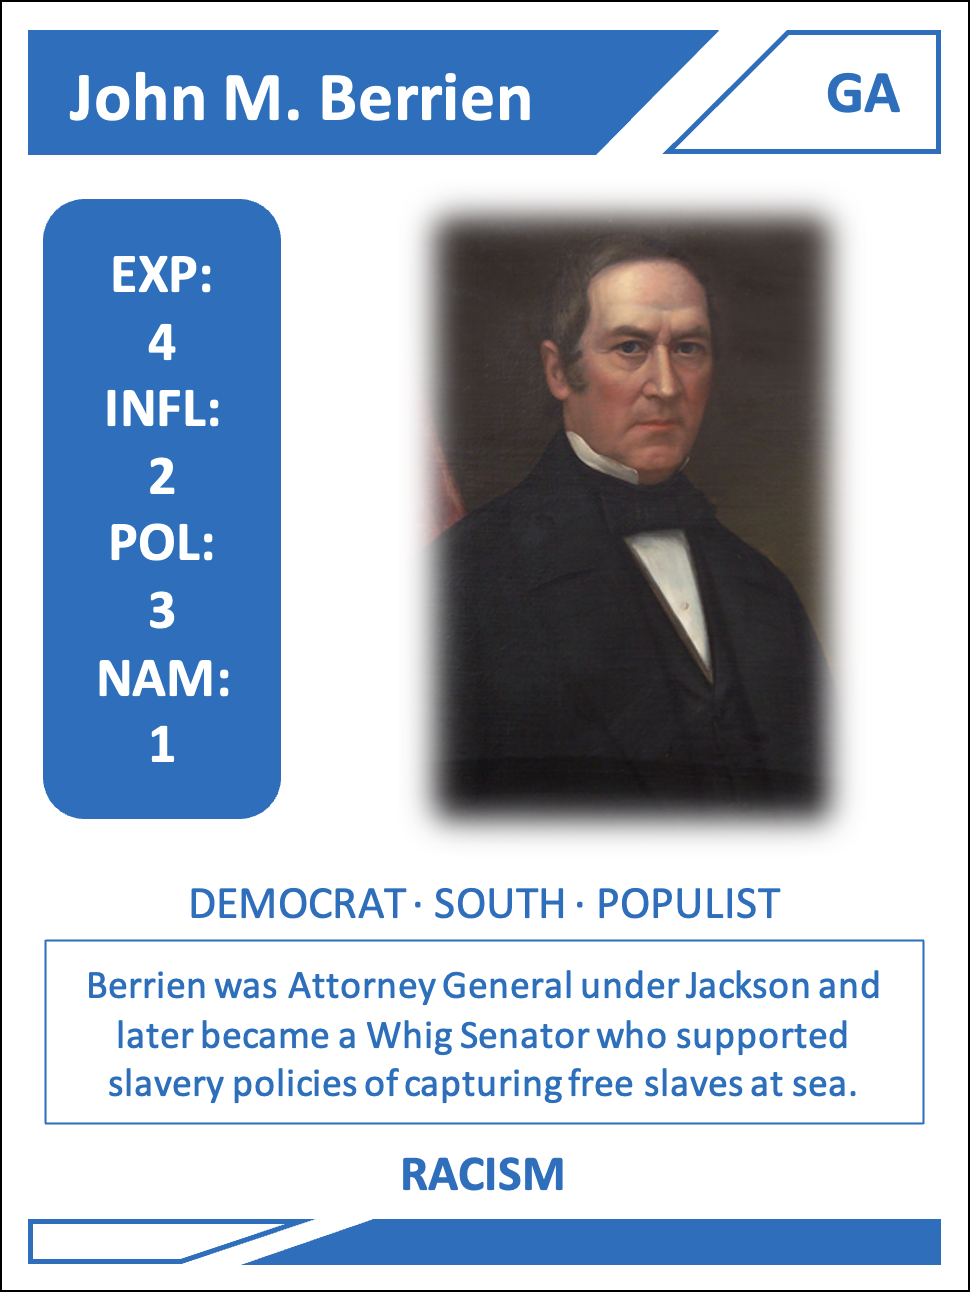 John M. Berrien
GA
EXP:
4
INFL:
2
POL:
3
NAM:
1
DEMOCRAT · SOUTH · POPULIST
Berrien was Attorney General under Jackson and
later became a Whig Senator who supported
slavery policies of capturing free slaves at sea.
RACISM